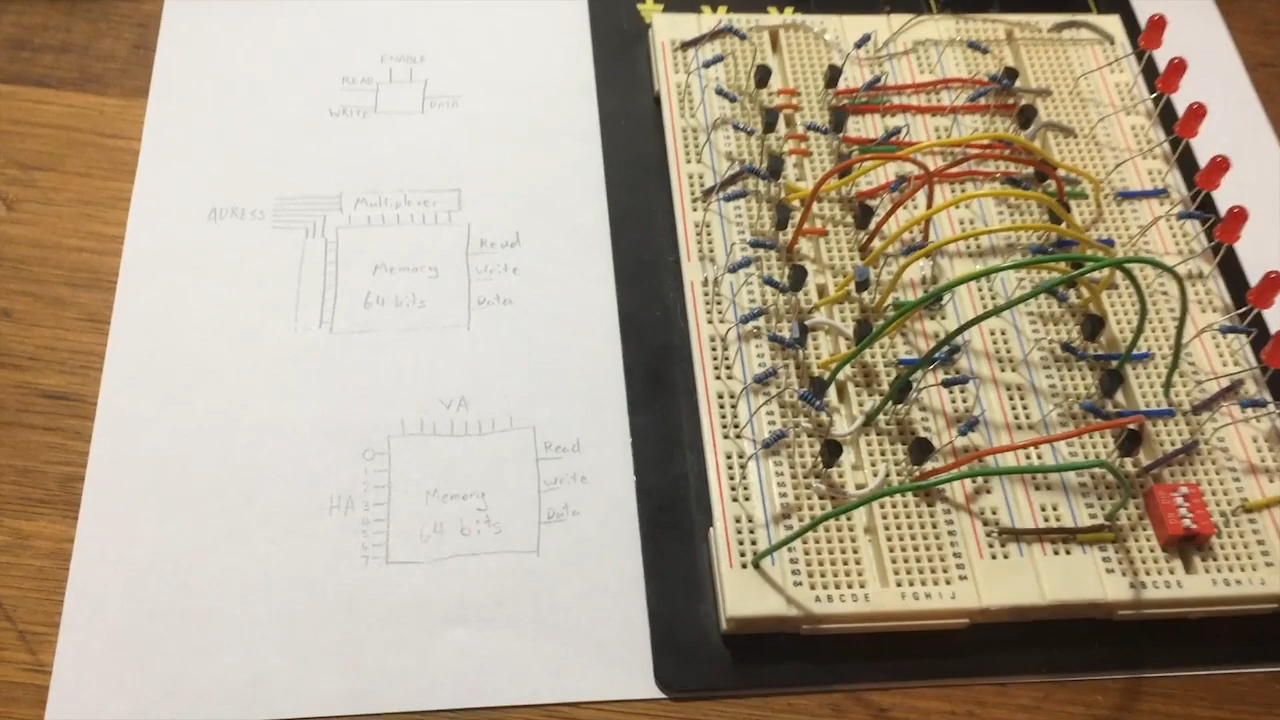 ENABLE
READ
WRITE
DATA
ADRESS
Multiplexer
Memory
64 bits
Read
Write
Data
VA
HA
0
1
2
3
4
5
6
7
Memory
64 bits
Read
Write
Data
A B C D E
F G H I J
A B C D E
F G H I J